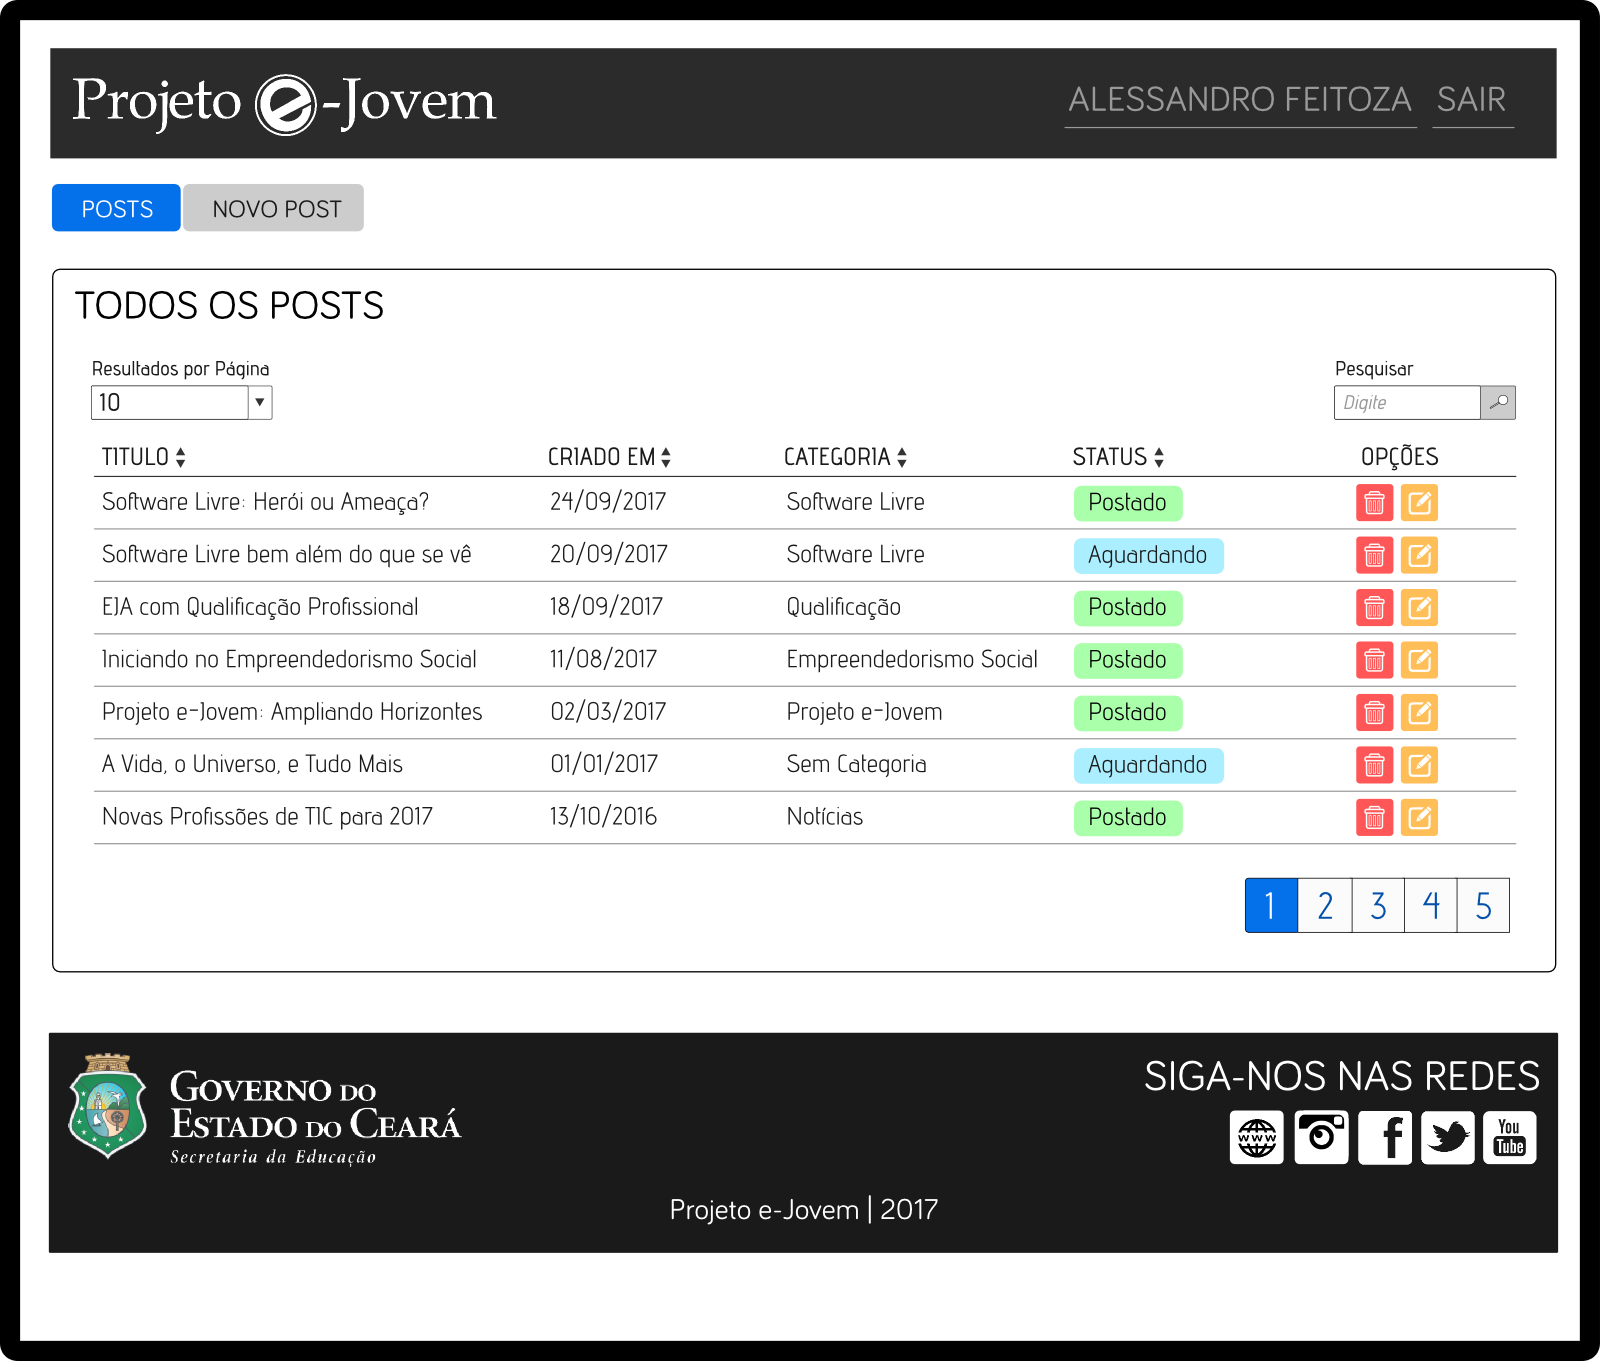 Projeto e-Jovem
ALESSANDRO FEITOZA SAIR
POSTS NOVO POST
TODOS OS POSTS
Resultados por Página Pesquisar
10 Digite
TITULO CRIADO EM CATEGORIA STATUS OPÇÕES
Software Livre: Herói ou Ameaça? 24/09/2017 Software Livre Postado
Software Livre bem além do que se vê 20/09/2017 Software Livre Aguardando
EJA com Qualificação Profissional 18/09/2017 Qualificação Postado
Iniciando no Empreendedorismo Social 11/08/2017 Empreendedorismo Social Postado
Projeto e-Jovem: Ampliando Horizontes 02/03/2017 Projeto e-Jovem Postado
A Vida, o Universo, e Tudo Mais 01/01/2017 Sem Categoria Aguardando
Novas Profissões de TIC para 2017 13/10/2016 Notícias Postado
1 2 3 4 5
GOVERNO DO
ESTADO DO CEARÁ
Secretaria da Educação
SIGA-NOS NAS REDES
WWW f You Tube
Projeto e-Jovem | 2017